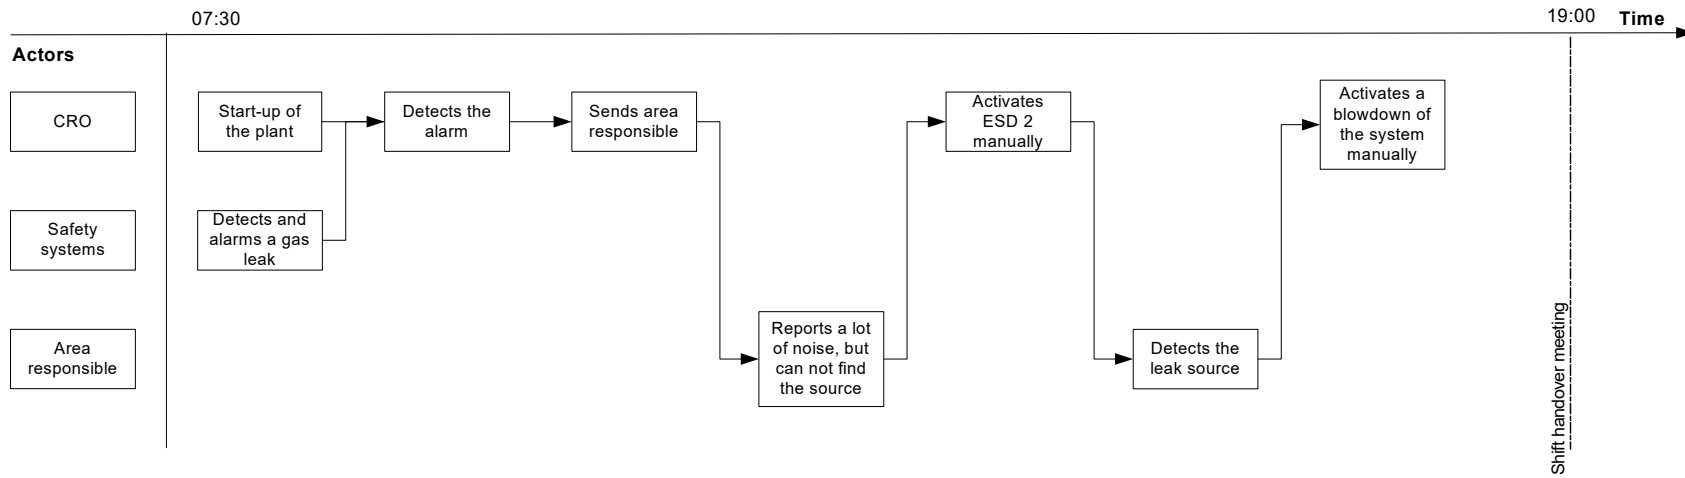 07:30
19:00
Time
Actors
CRO
Start-up of
the plant
Detects the
alarm
Sends area
responsible
Activates
ESD 2
manually
Activates a
blowdown of
the system
manually
Safety
systems
Detects and
alarms a gas
leak
Area
responsible
Reports a lot
of noise, but
can not find
the source
Detects the
leak source
Shift handover meeting